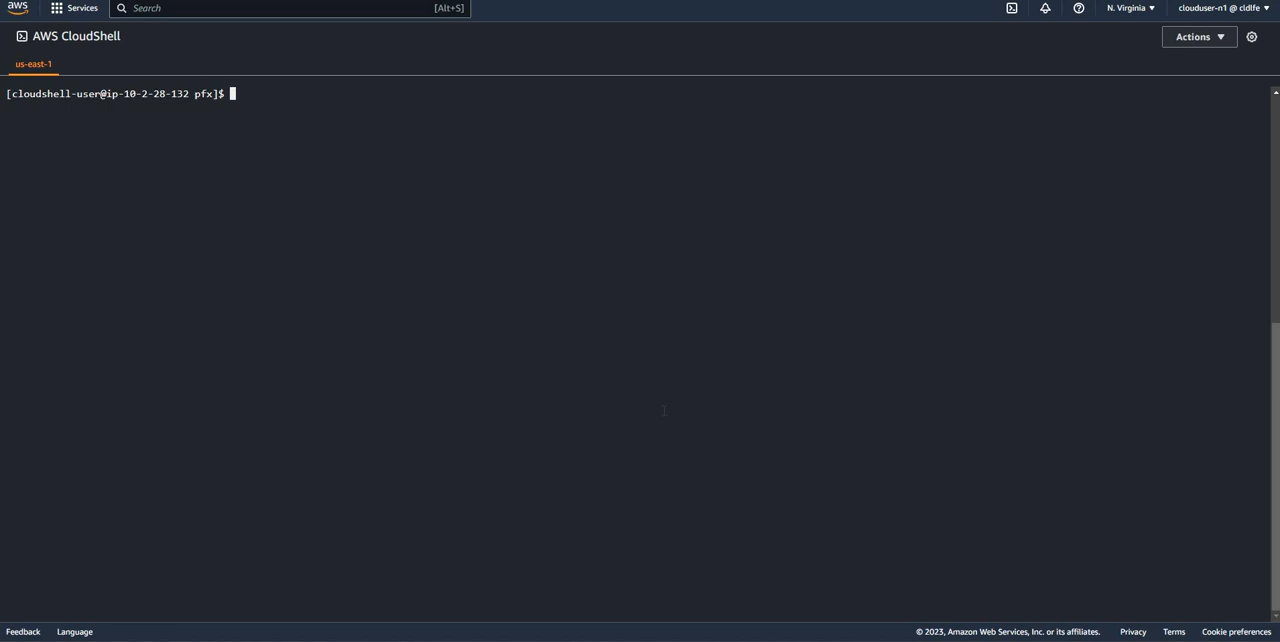 aws
Services
Search
[Alt+S]
N. Virginia
clouduser-n1 @ cldlfe
AWS CloudShell
Actions
us-east-1
[cloudshell-user@ip-10-2-28-132 pfx]$
Feedback
Language
© 2023, Amazon Web Services, Inc. or its affiliates.
Privacy
Terms
Cookie preferences